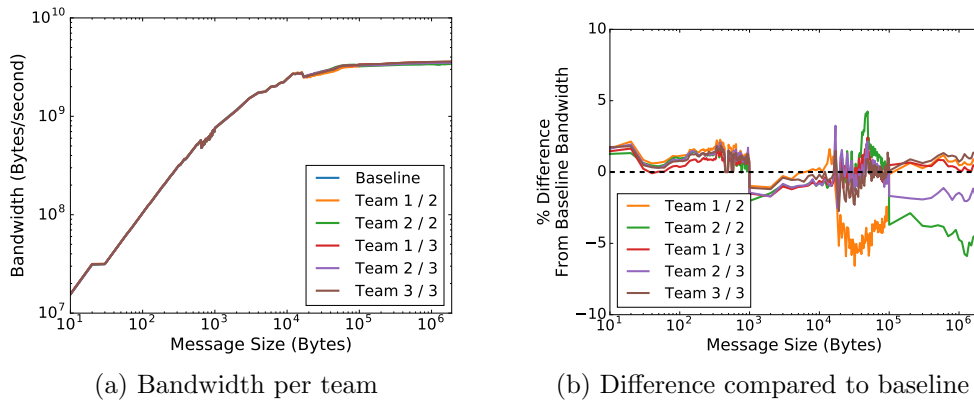 10^10
10^9
10^8
10^7
Bandwidth (Bytes/second)
Baseline
Team 1 / 2
Team 2 / 2
Team 1 / 3
Team 2 / 3
Team 3 / 3
10^1
10^2
10^3
10^4
10^5
10^6
Message Size (Bytes)
(a) Bandwidth per team
10
5
0
−5
−10
% Difference
From Baseline Bandwidth
Team 1 / 2
Team 2 / 2
Team 1 / 3
Team 2 / 3
Team 3 / 3
10^1
10^2
10^3
10^4
10^5
10^6
Message Size (Bytes)
(b) Difference compared to baseline